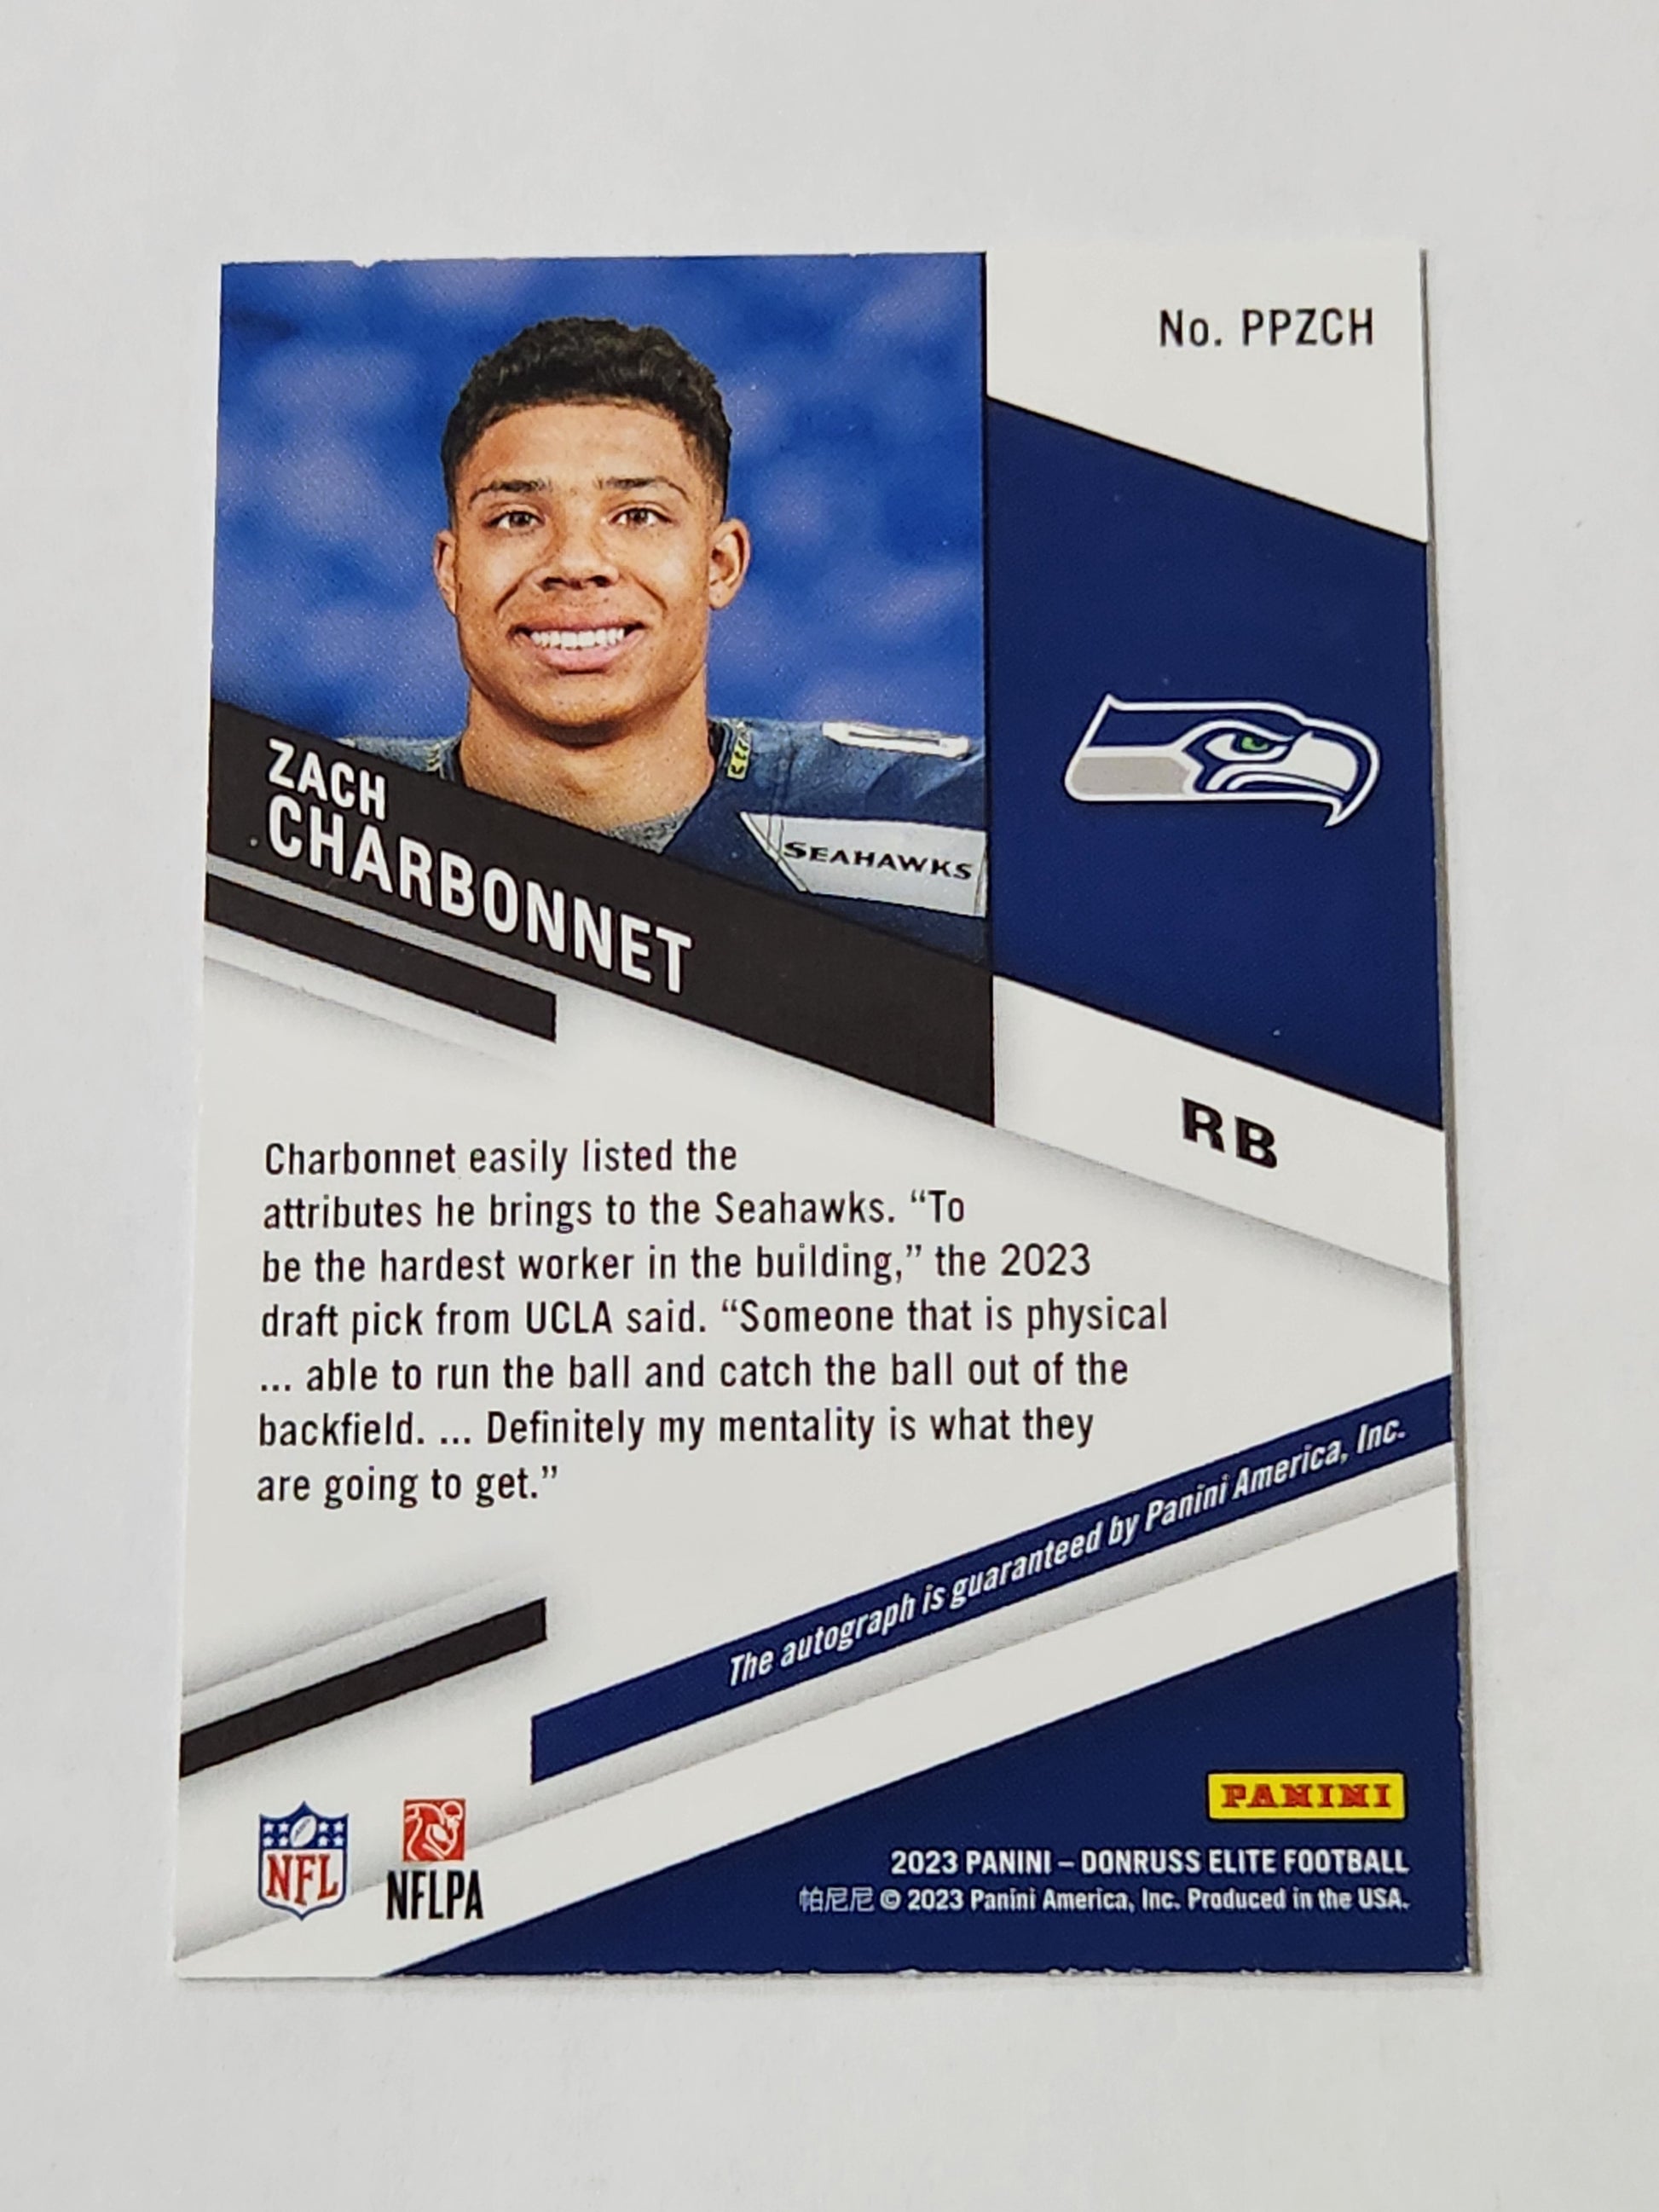 No. PPZCH
SEAHAWKS
ZACH
CHARBONNET
RB
Charbonnet easily listed the
attributes he brings to the Seahawks. “To
be the hardest worker in the building,” the 2023
draft pick from UCLA said. “Someone that is physical
... able to run the ball and catch the ball out of the
backfield. ... Definitely my mentality is what they
are going to get.”
The autograph is guaranteed by Panini America, Inc.
NFL
NFLPA
PANINI
2023 PANINI – DONRUSS ELITE FOOTBALL
帕尼尼 © 2023 Panini America, Inc. Produced in the USA.